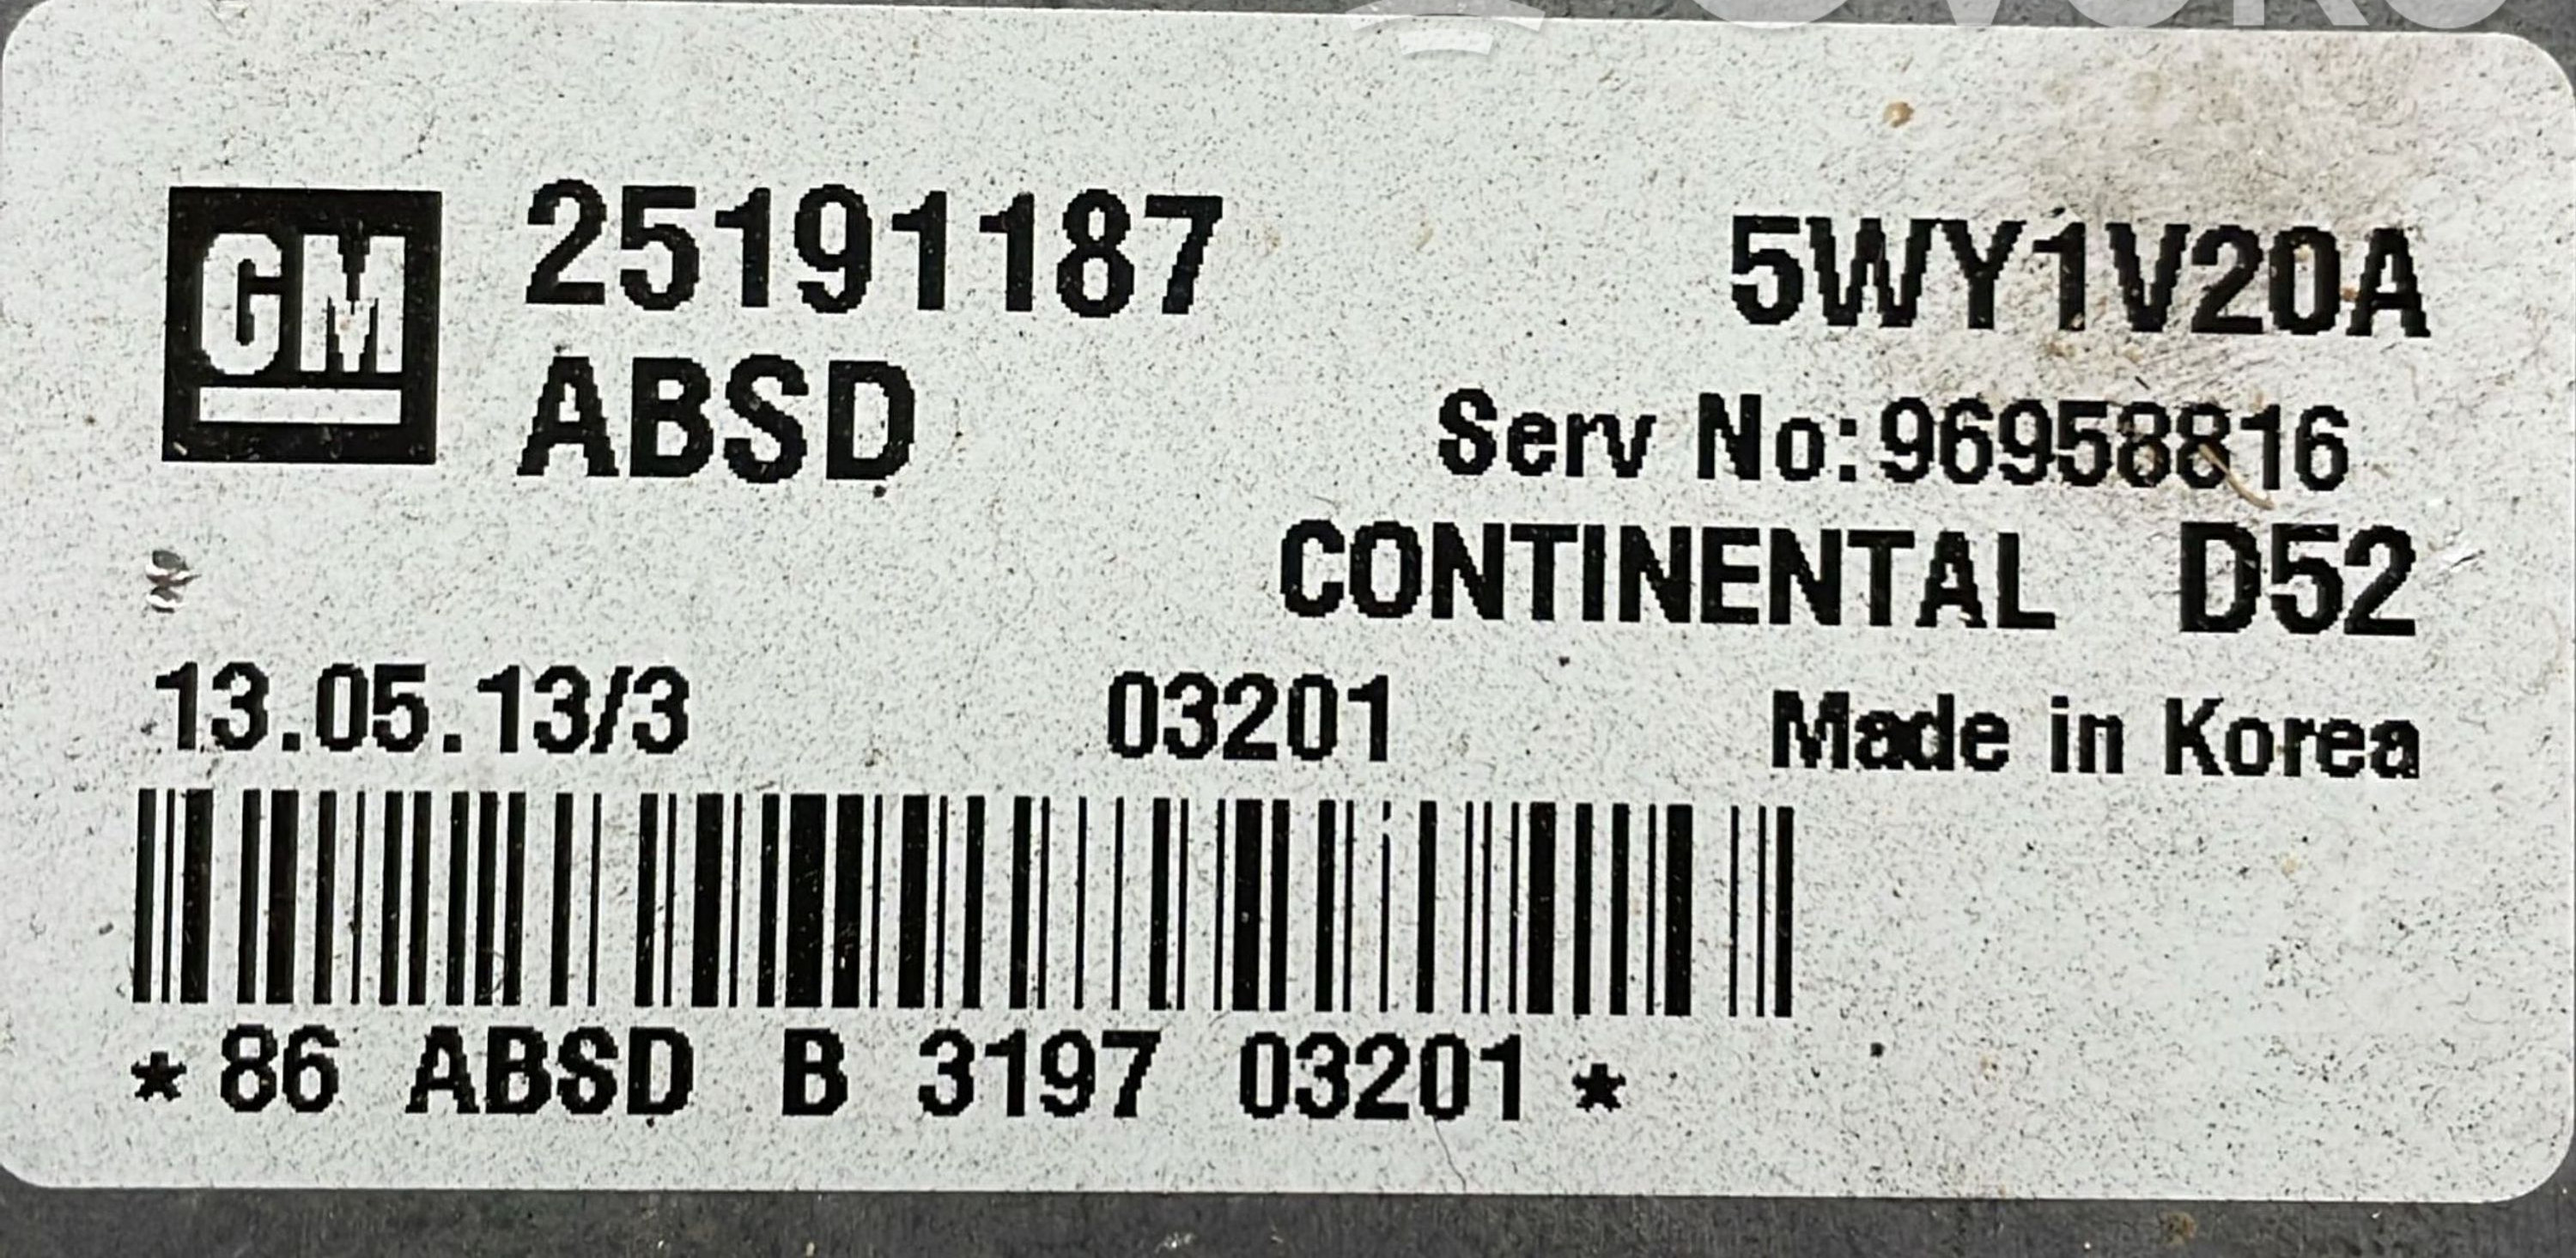 GM 25191187 5WY1V20A
ABSD Serv No:96958816
CONTINENTAL D52
13.05.13/3 03201 Made in Korea
*86 ABSD B 3197 03201*